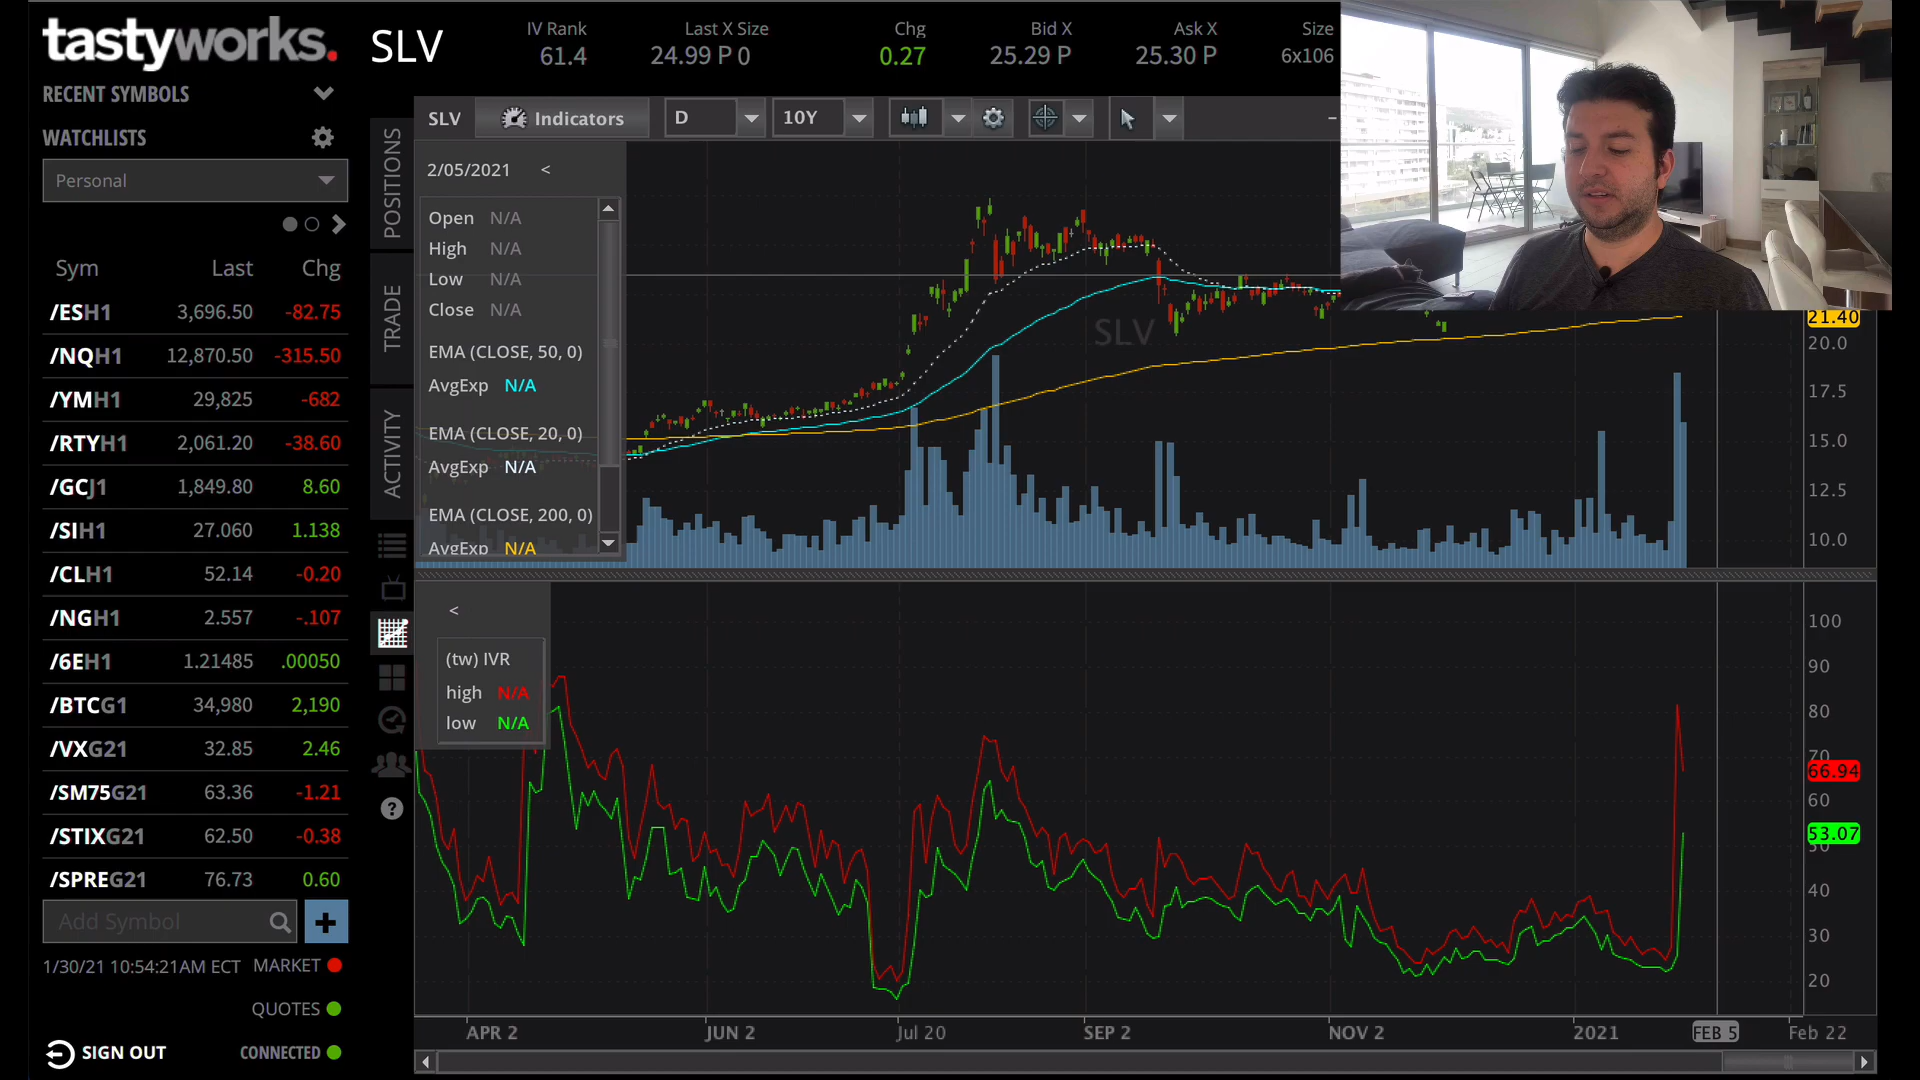 tastyworks.
RECENT SYMBOLS
WATCHLISTS
Personal
Sym Last Chg
/ESH1 3,696.50 -82.75
/NQH1 12,870.50 -315.50
/YMH1 29,825 -682
/RTYH1 2,061.20 -38.60
/GCJ1 1,849.80 8.60
/SIH1 27.060 1.138
/CLH1 52.14 -0.20
/NGH1 2.557 -.107
/6EH1 1.21485 .00050
/BTCG1 34,980 2,190
/VXG21 32.85 2.46
/SM75G21 63.36 -1.21
/STIXG21 62.50 -0.38
/SPREG21 76.73 0.60
Add Symbol
1/30/21 10:54:21AM ECT MARKET
QUOTES
SIGN OUT CONNECTED
POSITIONS
TRADE
ACTIVITY
SLV
IV Rank Last X Size Chg Bid X Ask X Size
61.4 24.99 P 0 0.27 25.29 P 25.30 P 6x106
SLV Indicators D 10Y
2/05/2021 <
Open N/A
High N/A
Low N/A
Close N/A
EMA (CLOSE, 50, 0)
AvgExp N/A
EMA (CLOSE, 20, 0)
AvgExp N/A
EMA (CLOSE, 200, 0)
AvgExp N/A
SLV
21.40
20.0
17.5
15.0
12.5
10.0
<
(tw) IVR
high N/A
low N/A
100
90
80
70
66.94
60
53.07
50
40
30
20
APR 2 JUN 2 Jul 20 SEP 2 NOV 2 2021 FEB 5 Feb 22